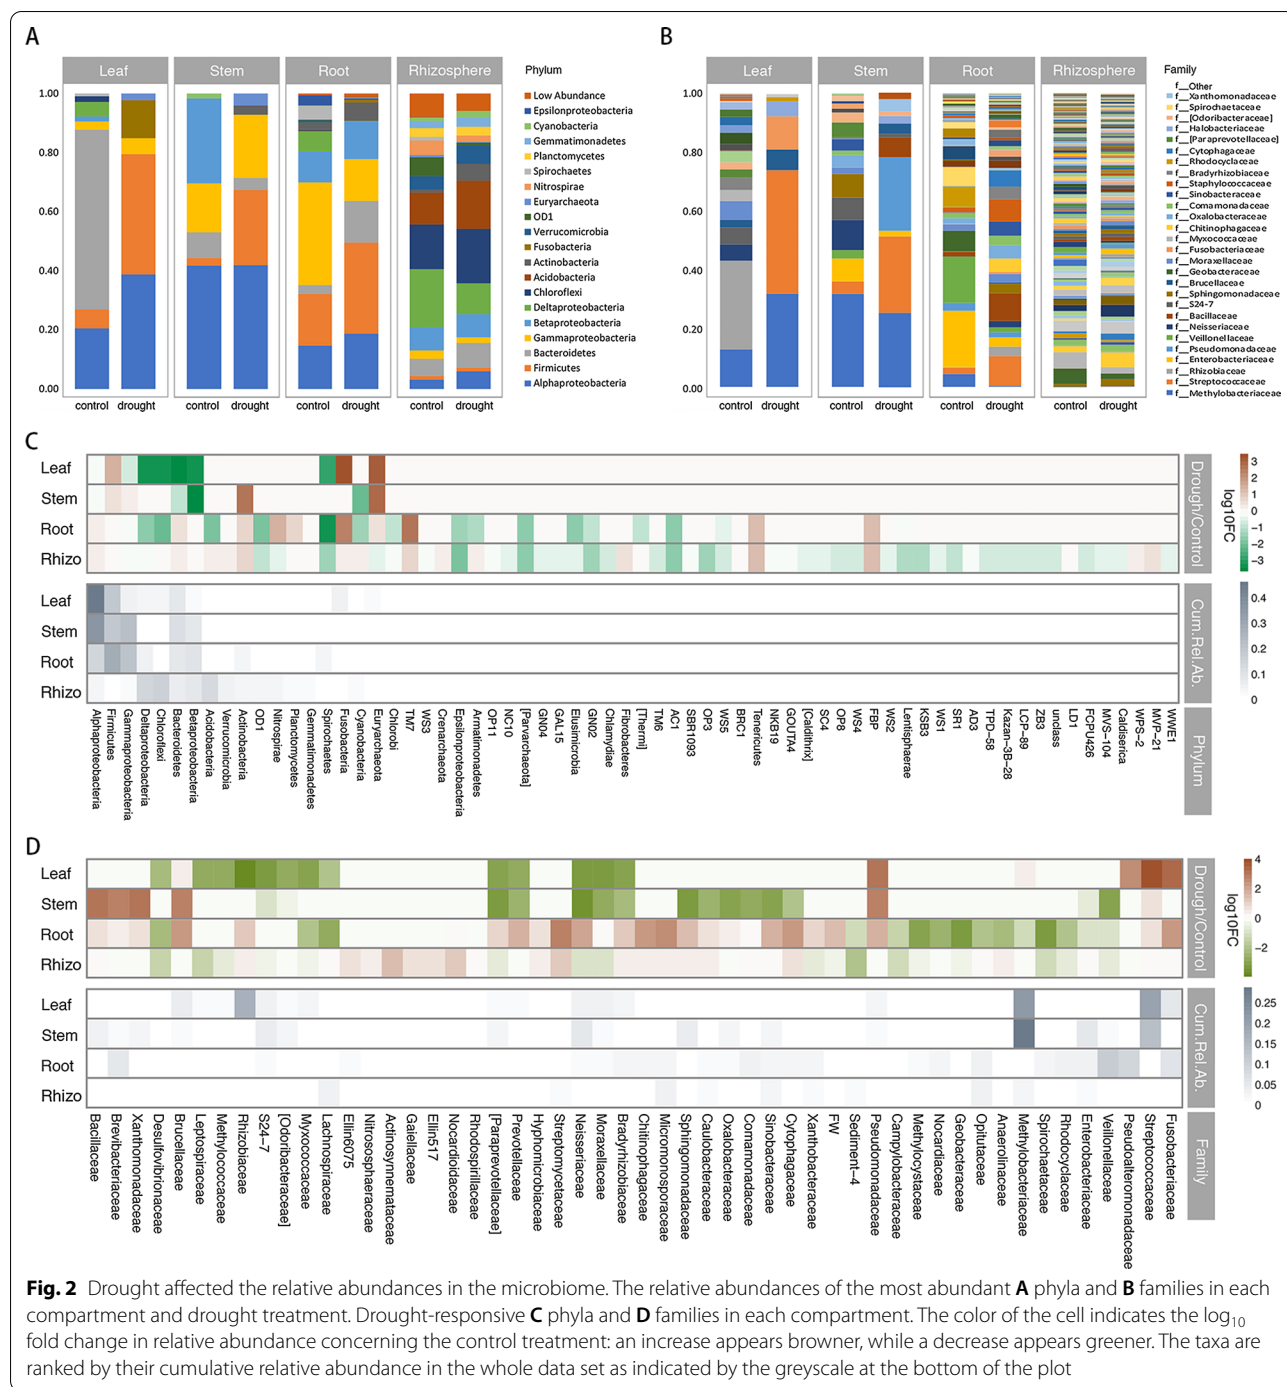 A
B
Leaf
Stem
Root
Rhizosphere
1.00
0.80
0.60
0.40
0.20
0.00
control drought
control drought
control drought
control drought
Phylum
Low Abundance
Epsilonproteobacteria
Cyanobacteria
Gemmatimonadetes
Planctomycetes
Spirochaetes
Nitrospirae
Euryarchaeota
OD1
Verrucomicrobia
Fusobacteria
Actinobacteria
Acidobacteria
Chloroflexi
Deltaproteobacteria
Betaproteobacteria
Gammaproteobacteria
Bacteroidetes
Firmicutes
Alphaproteobacteria
Leaf
Stem
Root
Rhizosphere
1.00
0.80
0.60
0.40
0.20
0.00
control drought
control drought
control drought
control drought
Family
f__Other
f__Xanthomonadaceae
f__Spirochaetaceae
f__[Odoribacteraceae]
f__Halobacteriaceae
f__[Paraprevotellaceae]
f__Cytophagaceae
f__Rhodocyclaceae
f__Bradyrhizobiaceae
f__Staphylococcaceae
f__Sinobacteraceae
f__Comamonadaceae
f__Oxalobacteraceae
f__Chitinophagaceae
f__Myxococcaceae
f__Fusobacteriaceae
f__Moraxellaceae
f__Geobacteraceae
f__Brucellaceae
f__Sphingomonadaceae
f__S24-7
f__Bacillaceae
f__Neisseriaceae
f__Veillonellaceae
f__Pseudomonadaceae
f__Enterobacteriaceae
f__Rhizobiaceae
f__Streptococcaceae
f__Methylobacteriaceae
C
Leaf
Stem
Root
Rhizo
Drough/Control
log10FC
3
2
1
0
−1
−2
−3
Leaf
Stem
Root
Rhizo
Cum.Rel.Ab.
0.4
0.3
0.2
0.1
0
Alphaproteobacteria
Firmicutes
Gammaproteobacteria
Deltaproteobacteria
Chloroflexi
Bacteroidetes
Betaproteobacteria
Acidobacteria
Verrucomicrobia
Actinobacteria
OD1
Nitrospirae
Planctomycetes
Gemmatimonadetes
Spirochaetes
Fusobacteria
Cyanobacteria
Euryarchaeota
Chlorobi
TM7
WS3
Crenarchaeota
Epsilonproteobacteria
Armatimonadetes
OP11
NC10
[Parvarchaeota]
GN04
GAL15
Elusimicrobia
GN02
Chlamydiae
Fibrobacteres
[Thermi]
TM6
AC1
SBR1093
OP3
WS5
BRC1
Tenericutes
NKB19
GOUTA4
[Caldithrix]
SC4
OP8
WS4
FBP
WS2
Lentisphaerae
KSB3
WS1
SR1
AD3
TPD−58
Kazan−3B−28
LCP−89
ZB3
unclass
LD1
FCPU426
MVS−104
Caldiserica
WPS−2
MVP−21
WWE1
Phylum
D
Leaf
Stem
Root
Rhizo
Drough/Control
log10FC
4
2
0
−2
Leaf
Stem
Root
Rhizo
Cum.Rel.Ab.
0.25
0.2
0.15
0.1
0.05
0
Bacillaceae
Brevibacteriaceae
Xanthomonadaceae
Desulfovibrionaceae
Brucellaceae
Leptospiraceae
Methylococcaceae
Rhizobiaceae
S24−7
[Odoribacteraceae]
Myxococcaceae
Lachnospiraceae
Ellin6075
Nitrososphaeraceae
Actinosynnemataceae
Gaiellaceae
Ellin517
Nocardioidaceae
Rhodospirillaceae
[Paraprevotellaceae]
Prevotellaceae
Hyphomicrobiaceae
Streptomycetaceae
Neisseriaceae
Moraxellaceae
Bradyrhizobiaceae
Chitinophagaceae
Micromonosporaceae
Sphingomonadaceae
Caulobacteraceae
Oxalobacteraceae
Comamonadaceae
Sinobacteraceae
Cytophagaceae
Xanthobacteraceae
FW
Sediment−4
Pseudomonadaceae
Campylobacteraceae
Methylocystaceae
Nocardiaceae
Geobacteraceae
Opitutaceae
Anaerolinaceae
Methylobacteriaceae
Spirochaetaceae
Rhodocyclaceae
Enterobacteriaceae
Veillonellaceae
Pseudoalteromonadaceae
Streptococcaceae
Fusobacteriaceae
Family
Fig. 2 Drought affected the relative abundances in the microbiome. The relative abundances of the most abundant A phyla and B families in each
compartment and drought treatment. Drought-responsive C phyla and D families in each compartment. The color of the cell indicates the log10
fold change in relative abundance concerning the control treatment: an increase appears browner, while a decrease appears greener. The taxa are
ranked by their cumulative relative abundance in the whole data set as indicated by the greyscale at the bottom of the plot